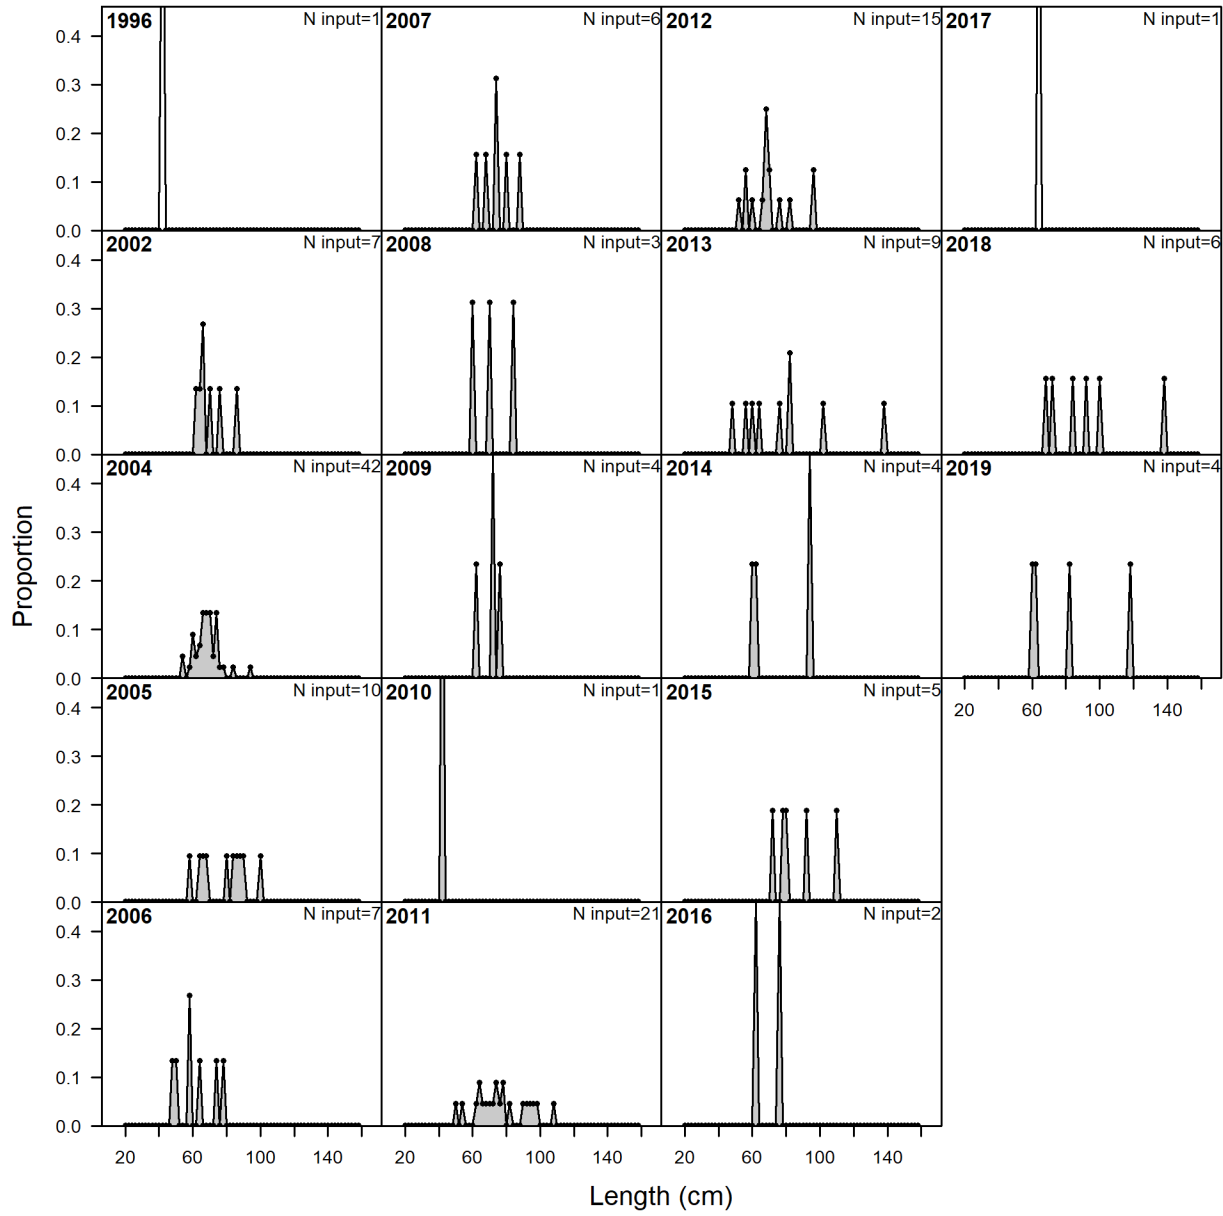 1996 N input=1 2007 N input=6 2012 N input=15 2017 N input=1
0.4
0.3
0.2
0.1
0.0
2002 N input=7 2008 N input=3 2013 N input=9 2018 N input=6
0.4
0.3
0.2
0.1
0.0
2004 N input=42 2009 N input=4 2014 N input=4 2019 N input=4
0.4
0.3
0.2
0.1
0.0
Proportion
2005 N input=10 2010 N input=1 2015 N input=5
20 60 100 140
0.4
0.3
0.2
0.1
0.0
2006 N input=7 2011 N input=21 2016 N input=2
0.4
0.3
0.2
0.1
0.0
20 60 100 140 20 60 100 140 20 60 100 140
Length (cm)